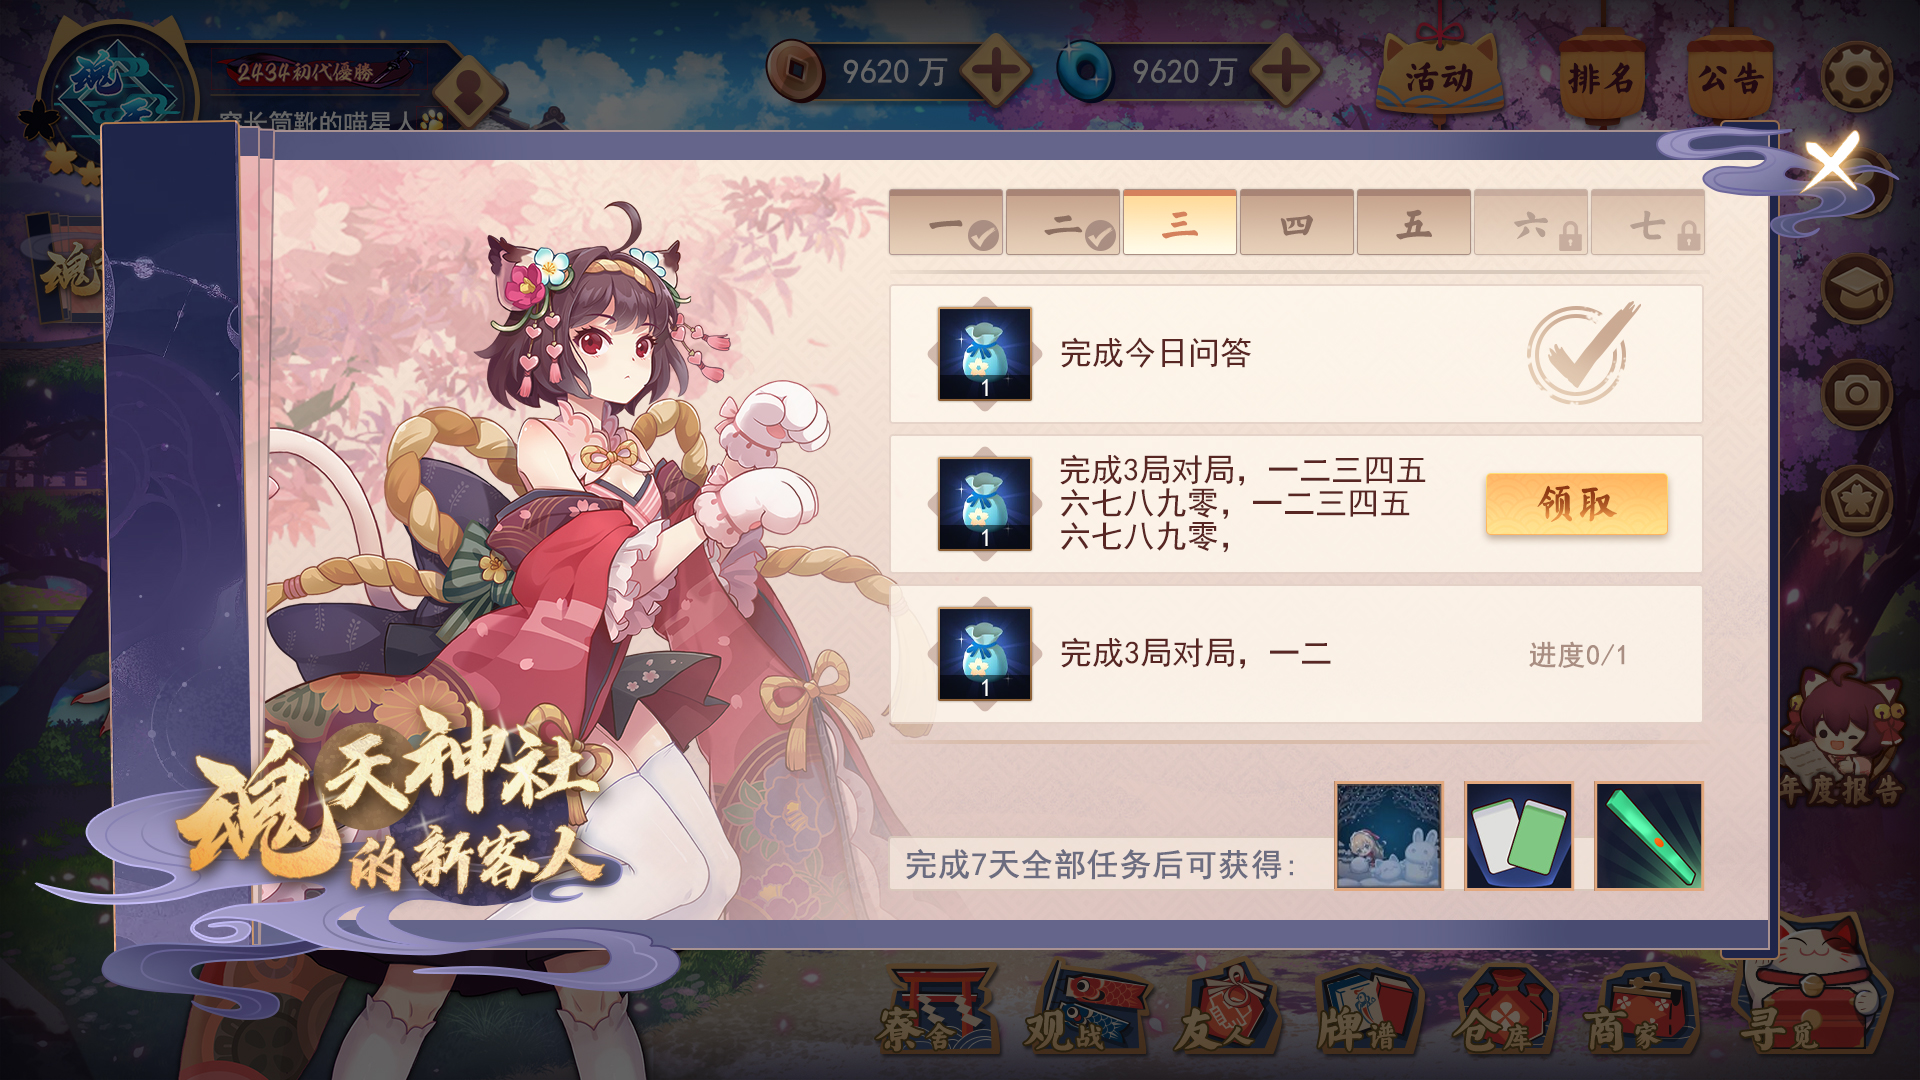 魂天
2434初代優勝
穿长筒靴的喵星人
9620 万
9620 万
活动
排名
公告
魂
一
二
三
四
五
六
七
1
完成今日问答
1
完成3局对局，一二三四五
六七八九零，一二三四五
六七八九零，
领取
1
完成3局对局，一二
进度0/1
魂天神社
的新客人
完成7天全部任务后可获得：
年度报告
寮舍
观战
友人
牌谱
仓库
商家
寻觅